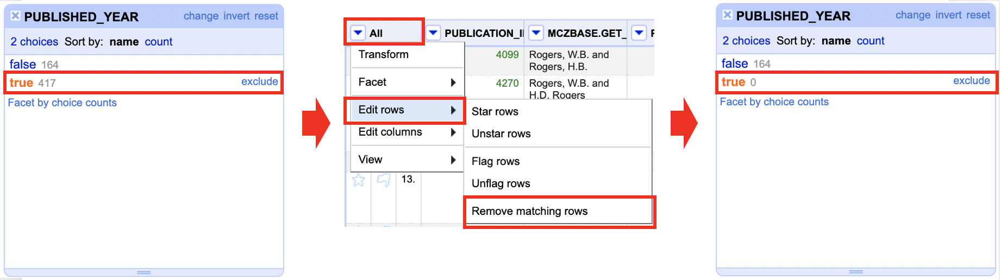 PUBLISHED_YEAR change invert reset
2 choices Sort by: name count
false 164
true 417 exclude
Facet by choice counts
All PUBLICATION_I MCZBASE.GET_
Transform
4099 Rogers, W.B. and
Rogers, H.B.
Facet
4270 Rogers, W.B. and
H.D. Rogers
Edit rows
Edit columns
View
Star rows
Unstar rows
Flag rows
Unflag rows
Remove matching rows
13.
PUBLISHED_YEAR change invert reset
2 choices Sort by: name count
false 164
true 0 exclude
Facet by choice counts